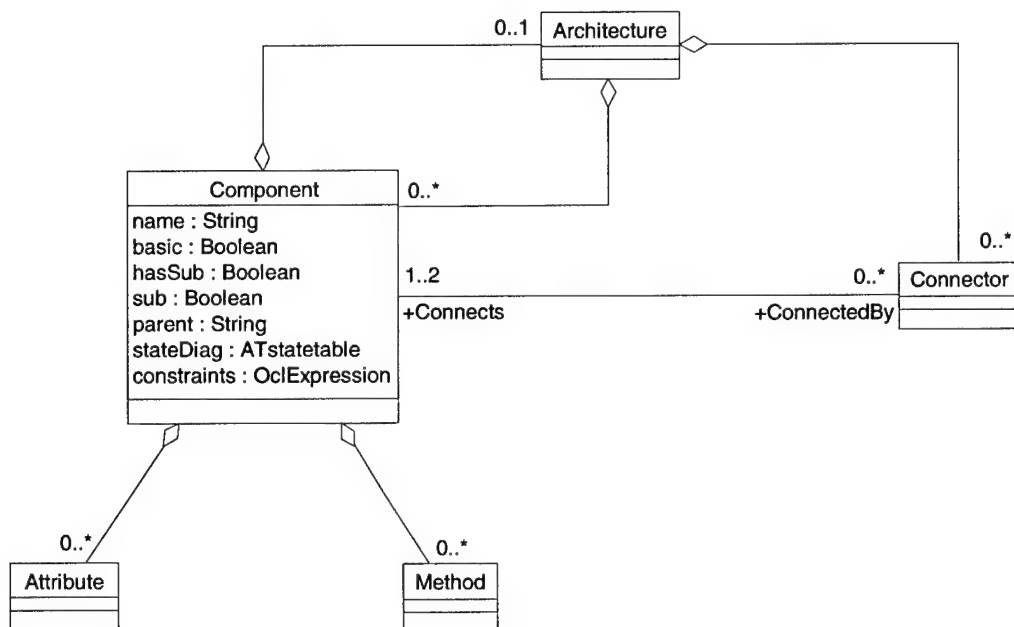 0..1
Architecture
Component
name : String
basic : Boolean
hasSub : Boolean
sub : Boolean
parent : String
stateDiag : ATstatetable
constraints : OclExpression
0..*
0..*
1..2
0..*
+Connects
+ConnectedBy
Connector
0..*
0..*
Attribute
Method